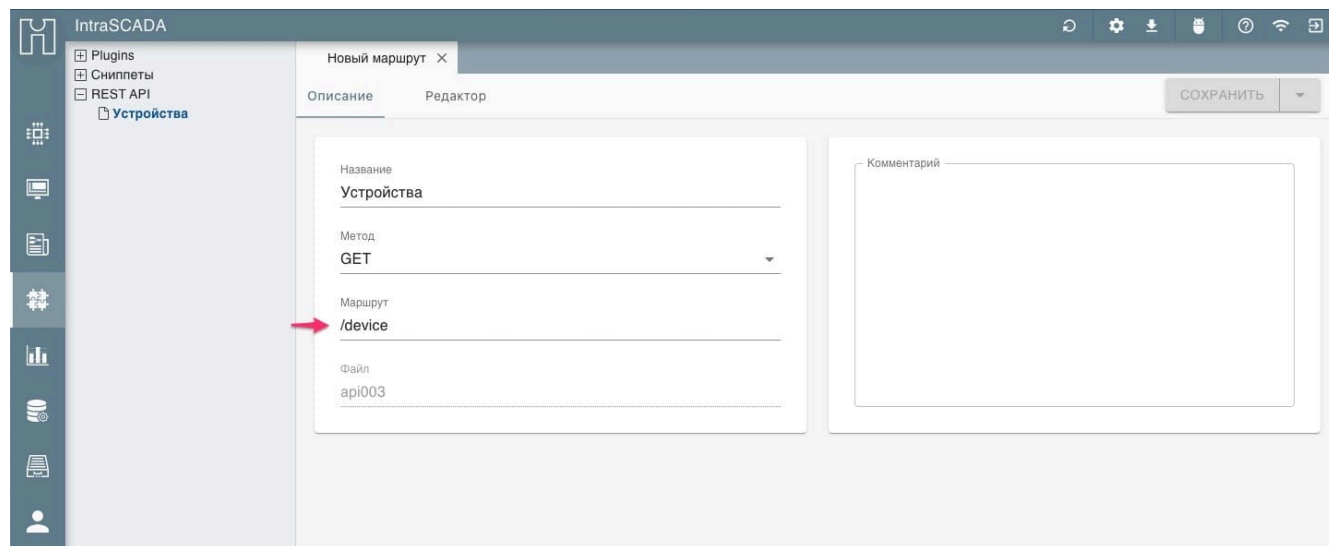 IntraSCADA
Plugins
Сниппеты
REST API
Устройства
Новый маршрут
Описание Редактор
СОХРАНИТЬ
Название
Устройства
Метод
GET
Маршрут
/device
Файл
api003
Комментарий